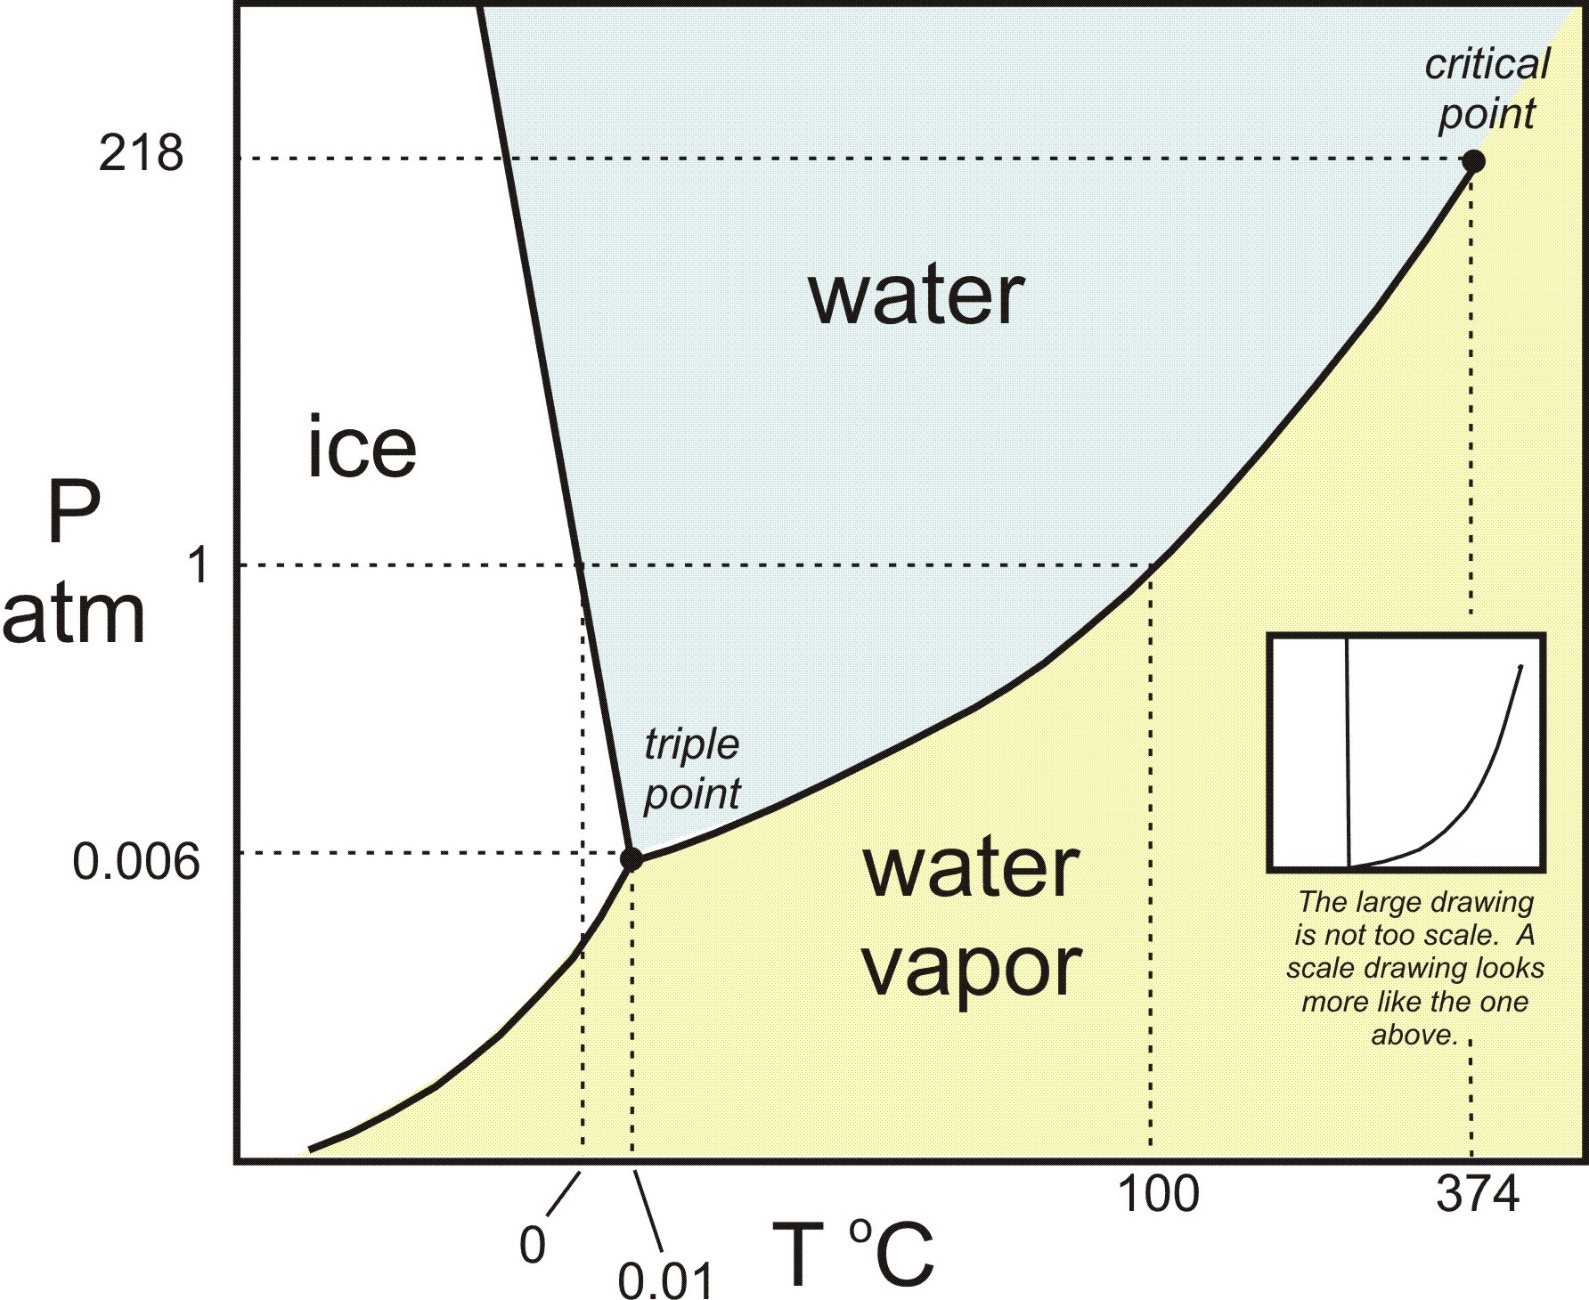 critical
point
218
water
ice
P
atm
1
triple
point
0.006
water
vapor
The large drawing
is not too scale. A
scale drawing looks
more like the one
above.
100
374
0
0.01
T °C